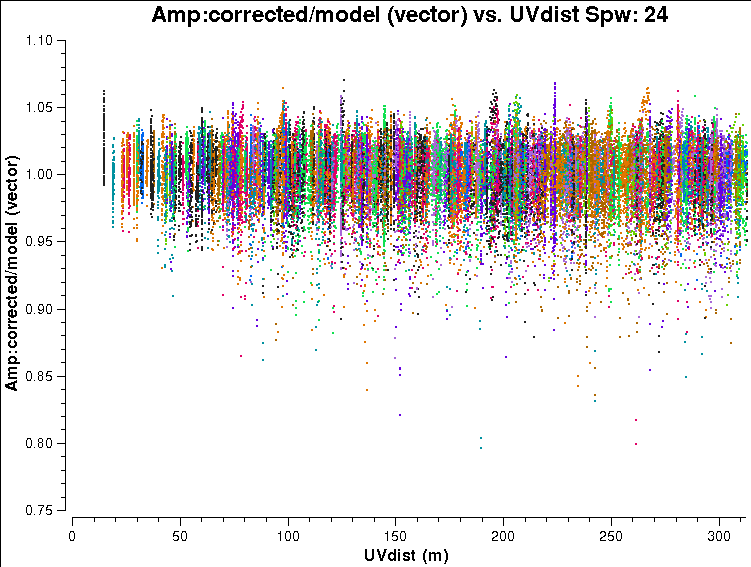 Amp:corrected/model (vector) vs. UVdist Spw: 24
Amp:corrected/model (vector)
1.10
1.05
1.00
0.95
0.90
0.85
0.80
0.75
0 50 100 150 200 250 300
UVdist (m)